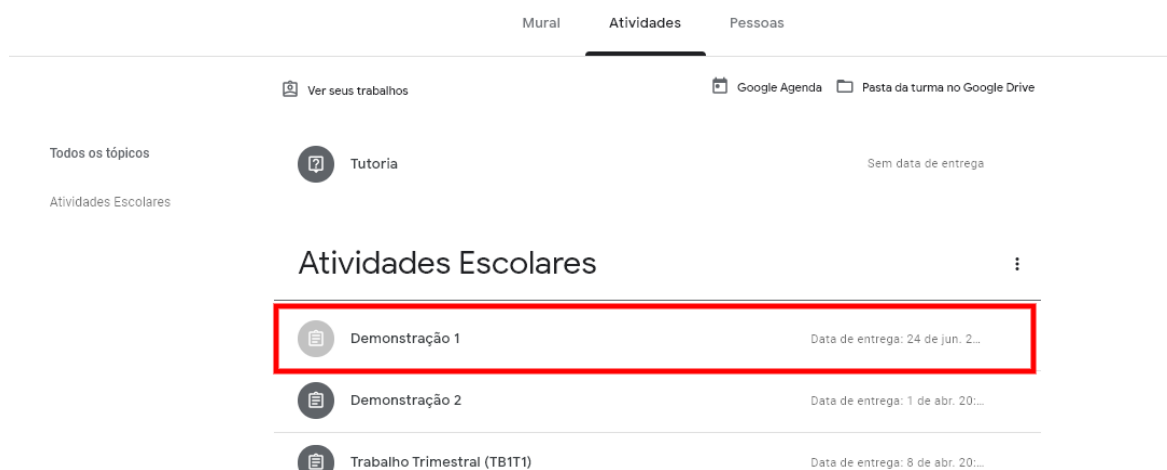 Mural Atividades Pessoas
Ver seus trabalhos Google Agenda Pasta da turma no Google Drive
Todos os tópicos
Tutoria Sem data de entrega
Atividades Escolares
Atividades Escolares
Demonstração 1 Data de entrega: 24 de jun. 2...
Demonstração 2 Data de entrega: 1 de abr. 20:...
Trabalho Trimestral (TB1T1) Data de entrega: 8 de abr. 20:...